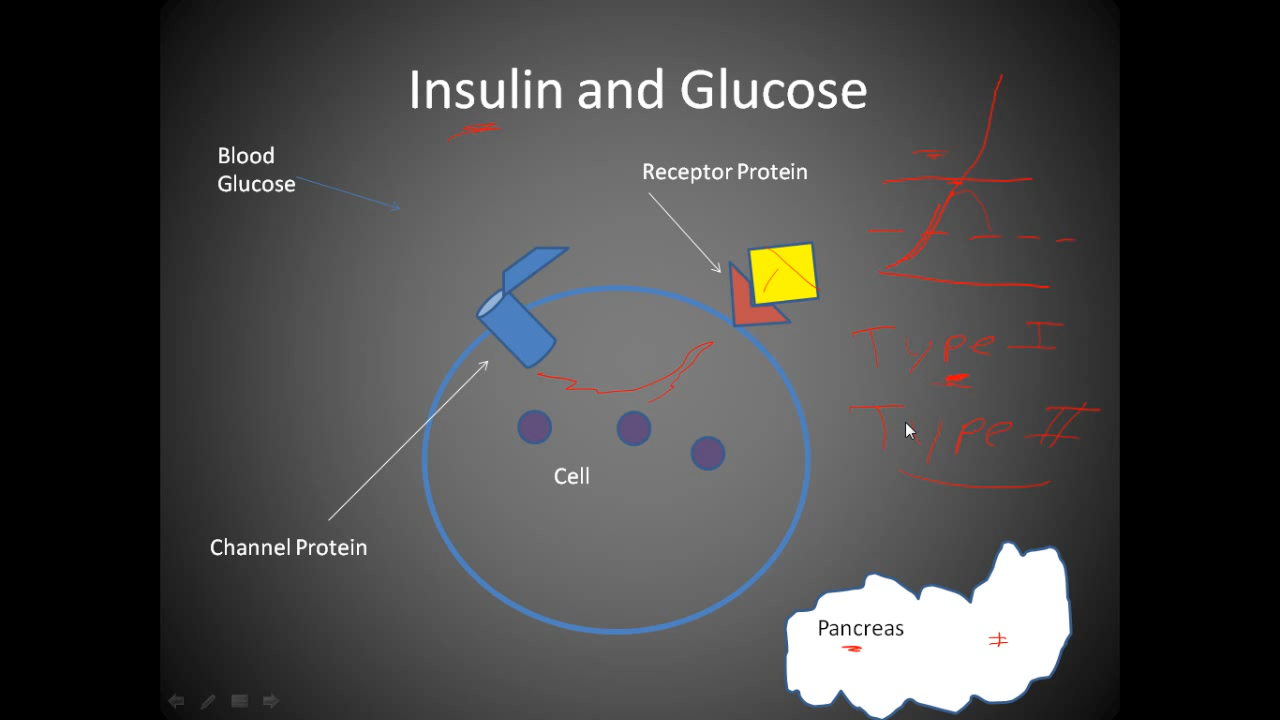 Insulin and Glucose
Blood
Glucose
Receptor Protein
Type I
Type II
Cell
Channel Protein
Pancreas